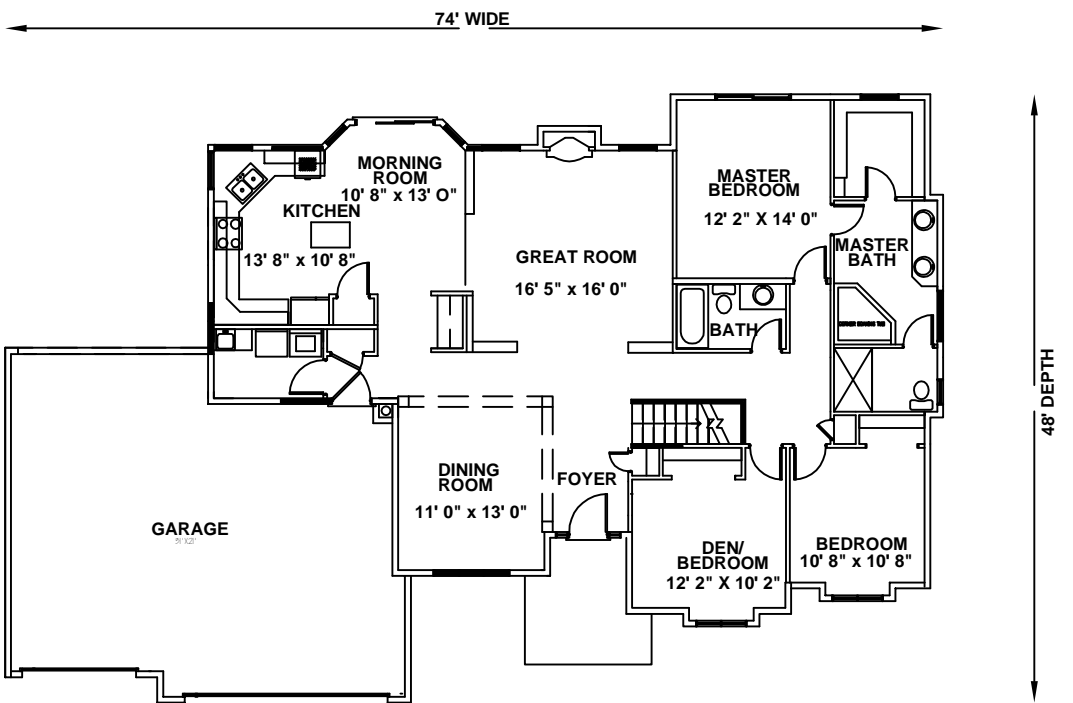 74' WIDE
MORNING
ROOM
10' 8" x 13' O"
KITCHEN
13' 8" x 10' 8"
GREAT ROOM
16' 5" x 16' 0"
MASTER
BEDROOM
12' 2" X 14' 0"
MASTER
BATH
BATH
48' DEPTH
DINING
ROOM
11' 0" x 13' 0"
FOYER
GARAGE
DEN/
BEDROOM
12' 2" X 10' 2"
BEDROOM
10' 8" x 10' 8"